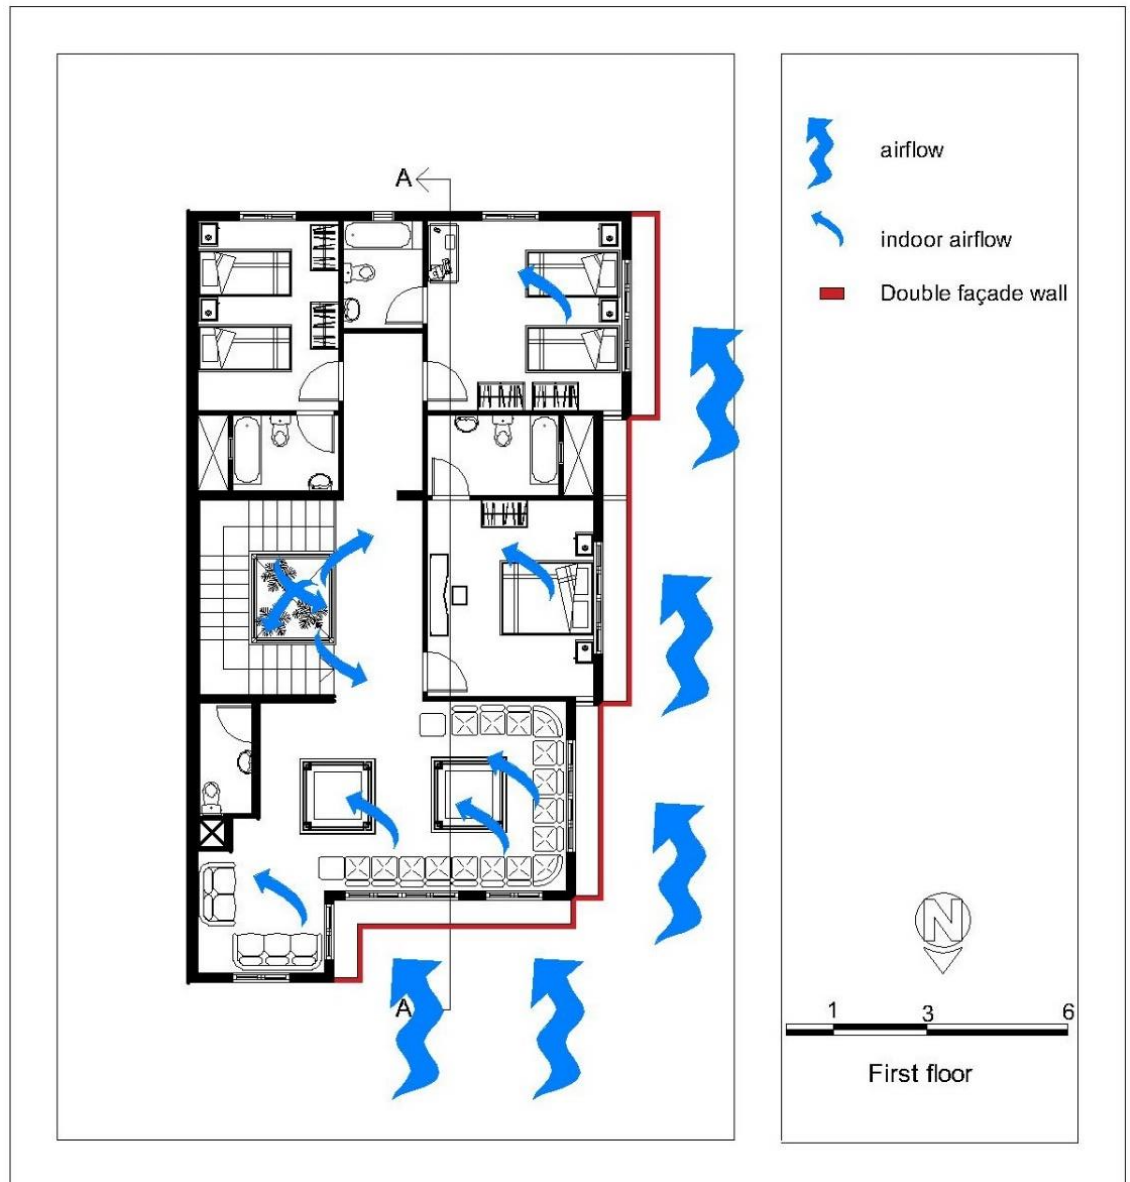 A
airflow
indoor airflow
Double façade wall
A
N
1 3 6
First floor